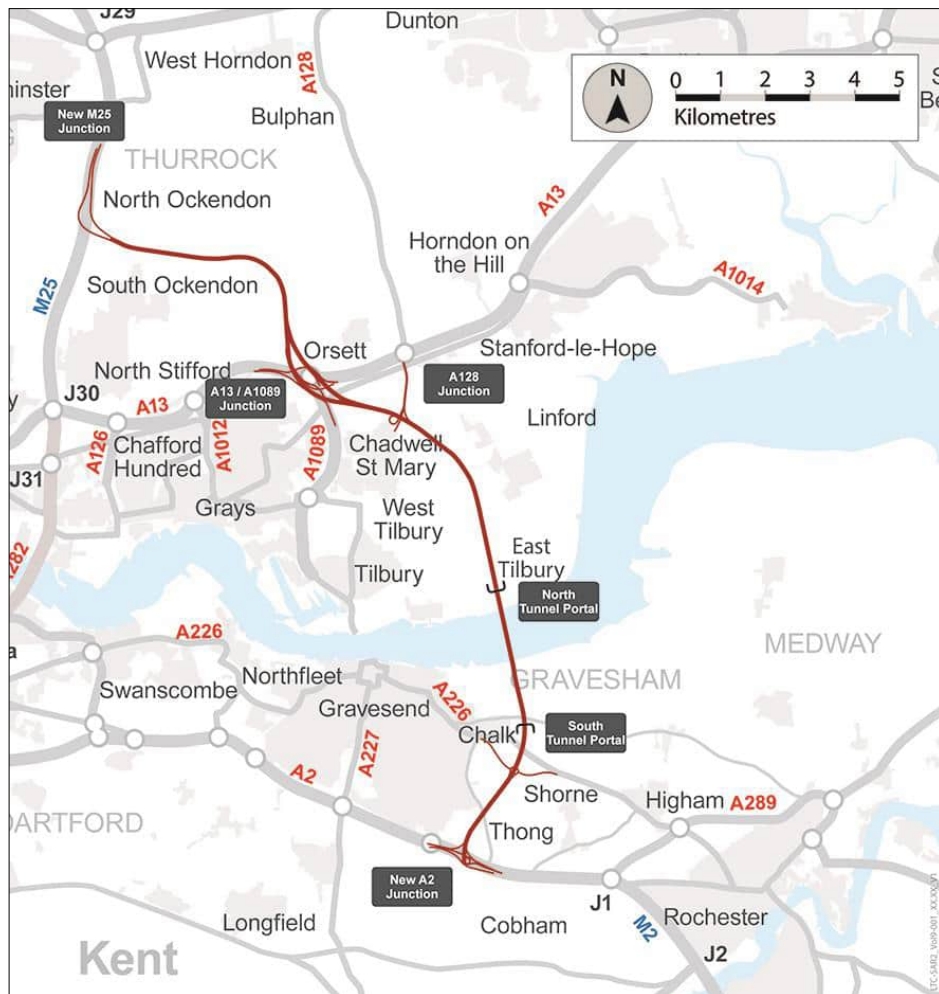 J29
Dunton
West Horndon
A128
minster
New M25
Junction
Bulphan
N
0 1 2 3 4 5
Kilometres
S
Be
THURROCK
North Ockendon
A13
Horndon on
the Hill
A1014
South Ockendon
M25
Orsett
Stanford-le-Hope
North Stifford
A13 / A1089
Junction
A128
Junction
J30
A13
Linford
y
A126
Chafford
Hundred
A1012
A1089
Chadwell
St Mary
J31
Grays
West
Tilbury
East
Tilbury
Tilbury
North
Tunnel Portal
A282
A226
a
MEDWAY
Northfleet
GRAVESHAM
Swanscombe
Gravesend
A226
Chalk
South
Tunnel Portal
A227
A2
Shorne
Higham
A289
DARTFORD
Thong
New A2
Junction
J1
Longfield
Cobham
M2
Rochester
J2
Kent